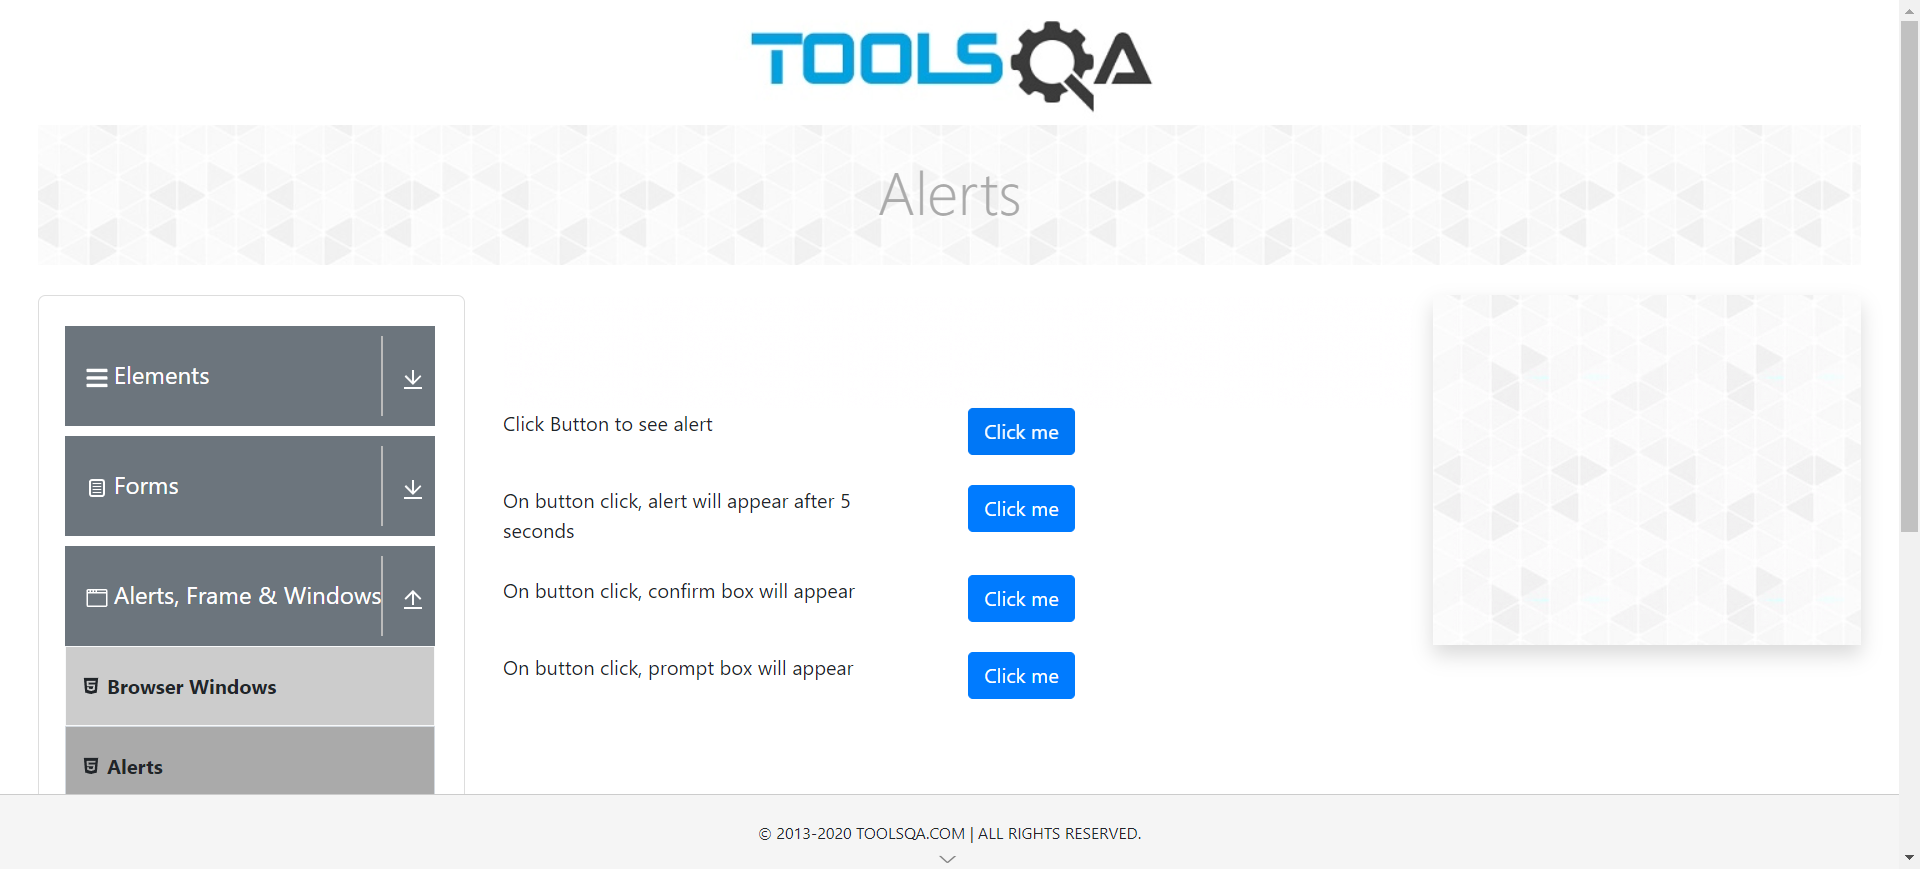 TOOLSQA
Alerts
Elements
Forms
Alerts, Frame & Windows
Browser Windows
Alerts
Click Button to see alert
Click me
On button click, alert will appear after 5
seconds
Click me
On button click, confirm box will appear
Click me
On button click, prompt box will appear
Click me
© 2013-2020 TOOLSQA.COM | ALL RIGHTS RESERVED.